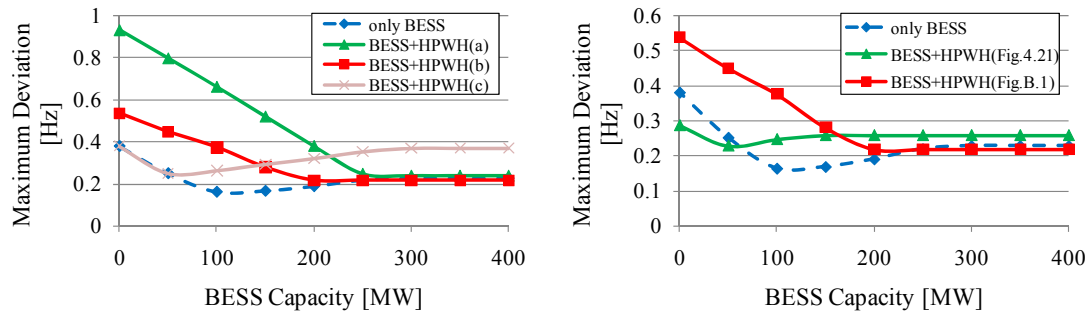 Maximum Deviation
[Hz]
1
0.8
0.6
0.4
0.2
0
0 100 200 300 400
BESS Capacity [MW]
only BESS
BESS+HPWH(a)
BESS+HPWH(b)
BESS+HPWH(c)
Maximum Deviation
[Hz]
0.6
0.5
0.4
0.3
0.2
0.1
0
0 100 200 300 400
BESS Capacity [MW]
only BESS
BESS+HPWH(Fig.4.21)
BESS+HPWH(Fig.B.1)